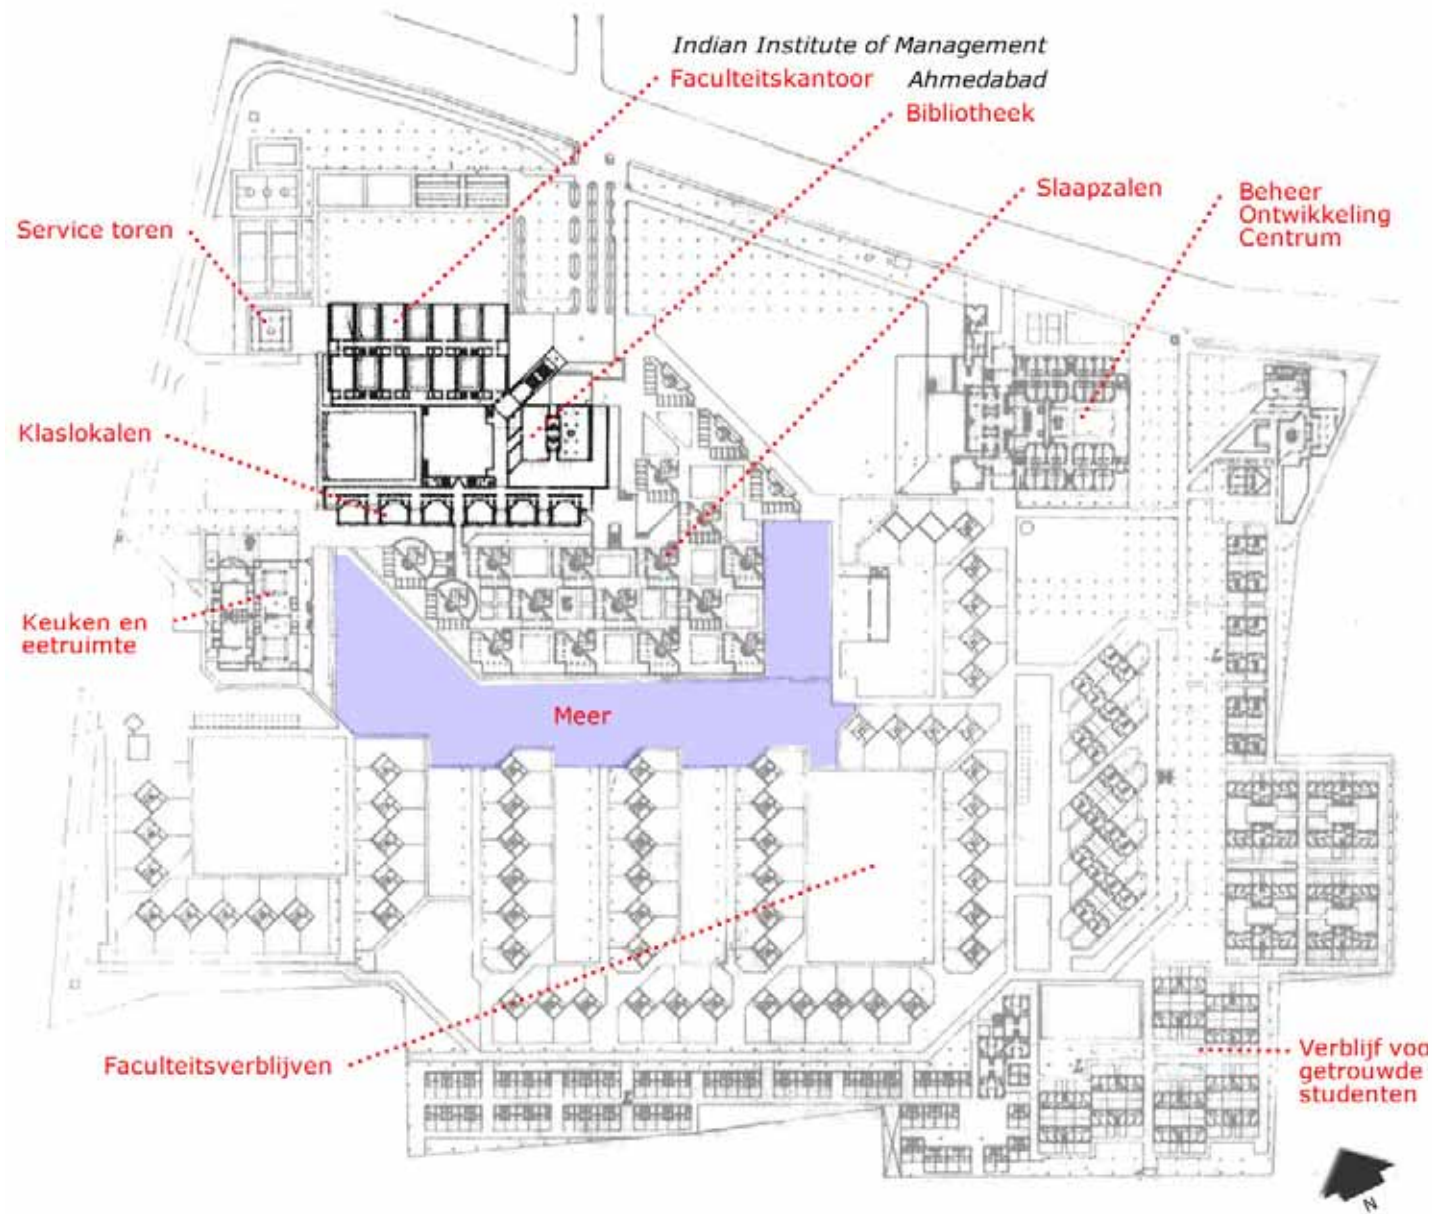 Indian Institute of Management
Faculteitskantoor Ahmedabad
Bibliotheek
Slaapzalen
Beheer
Ontwikkeling
Centrum
Service toren
Klaslokalen
Keuken en
eetruimte
Meer
Faculteitsverblijven
Verblijf voo
getrouwde
studenten
N